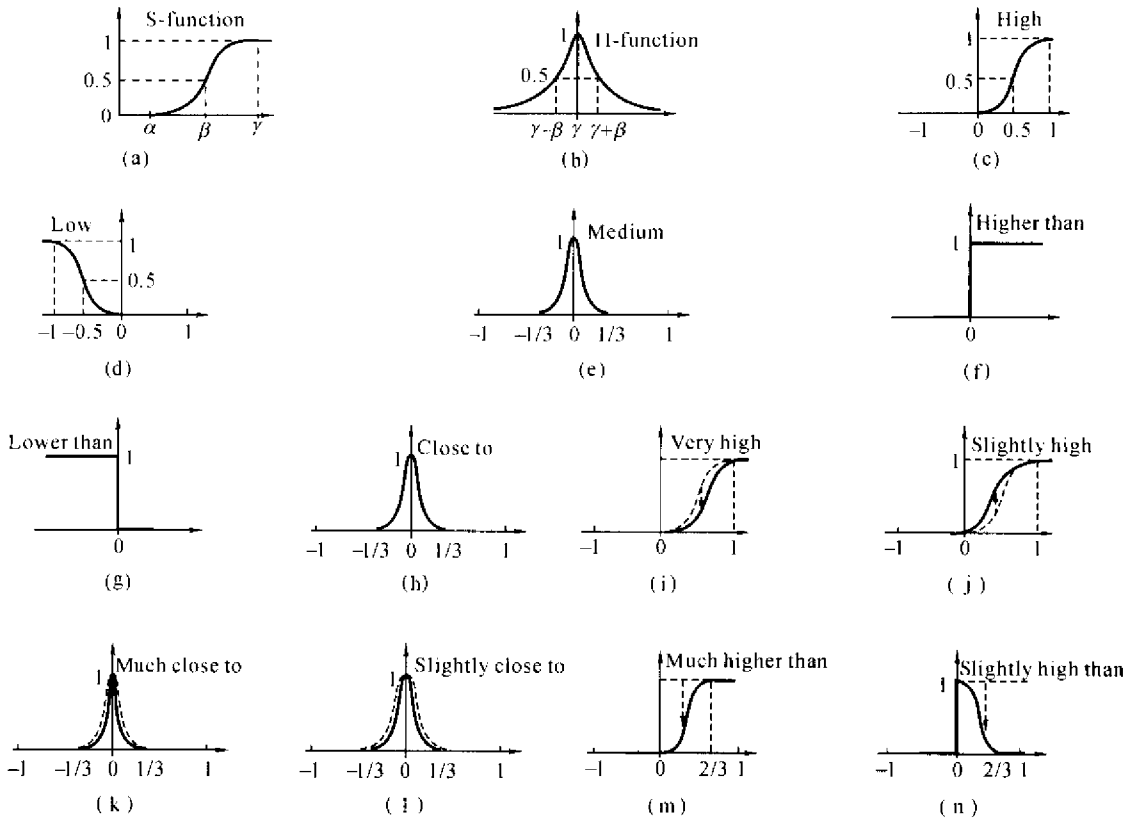 S-function
1
0.5
0
α β γ
(a)
Π-function
1
0.5
γ-β γ γ+β
(b)
High
1
0.5
-1 0 0.5 1
(c)
Low
1
0.5
-1 -0.5 0 1
(d)
Medium
1
-1 -1/3 0 1/3 1
(e)
Higher than
1
0
(f)
Lower than
1
0
(g)
Close to
1
-1 -1/3 0 1/3 1
(h)
Very high
-1 0 1
(i)
Slightly high
1
-1 0 1
(j)
Much close to
1
-1 -1/3 0 1/3 1
(k)
Slightly close to
1
-1 -1/3 0 1/3 1
(l)
Much higher than
-1 0 2/3 1
(m)
Slightly high than
1
-1 0 2/3 1
(n)